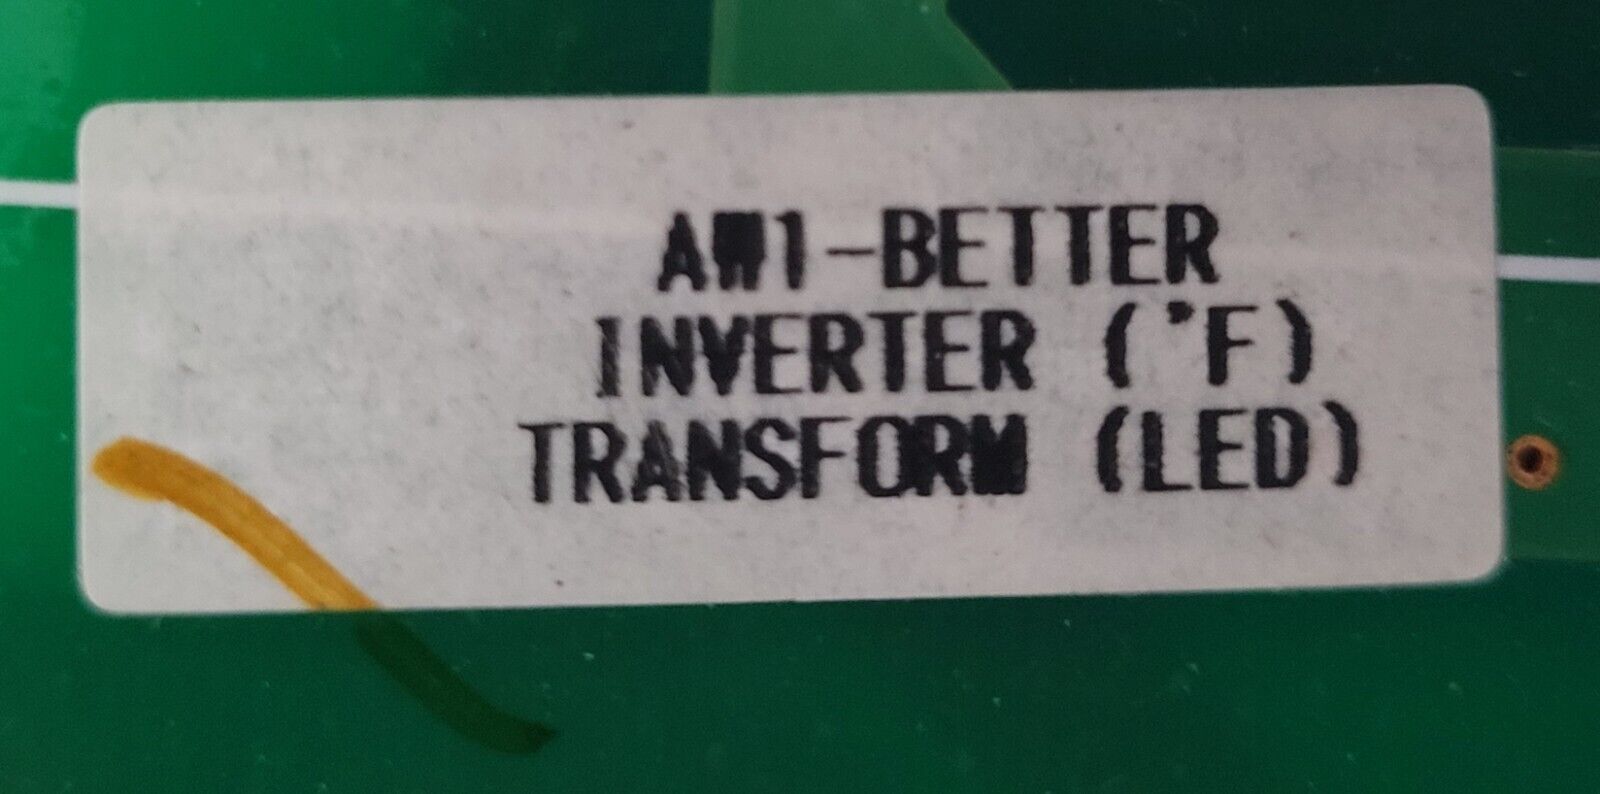 AW1-BETTER
INVERTER (°F)
TRANSFORM (LED)